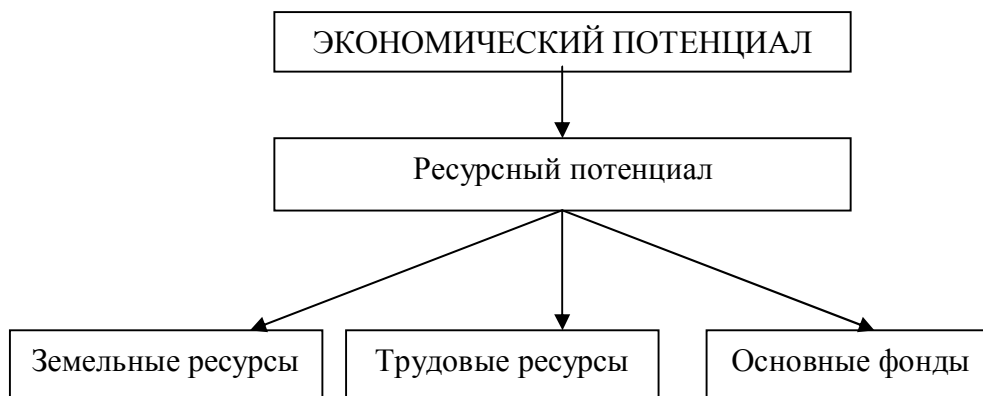 ЭКОНОМИЧЕСКИЙ ПОТЕНЦИАЛ
Ресурсный потенциал
Земельные ресурсы
Трудовые ресурсы
Основные фонды